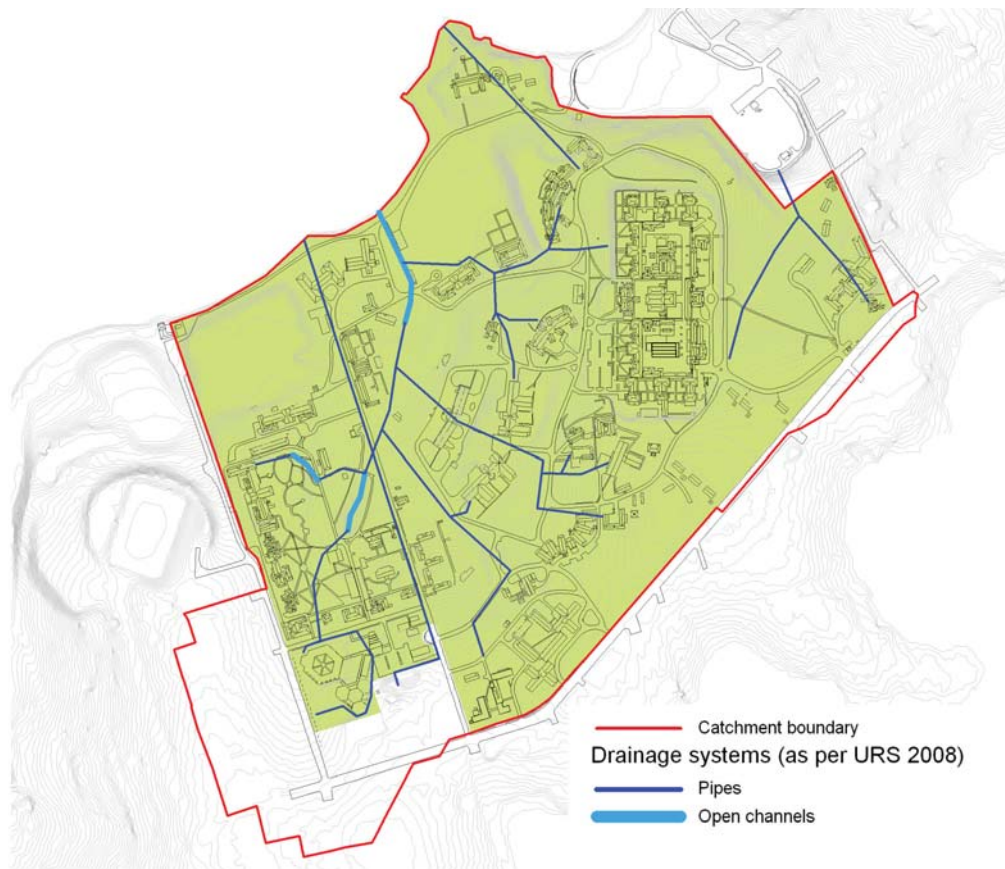 Catchment boundary
Drainage systems (as per URS 2008)
Pipes
Open channels